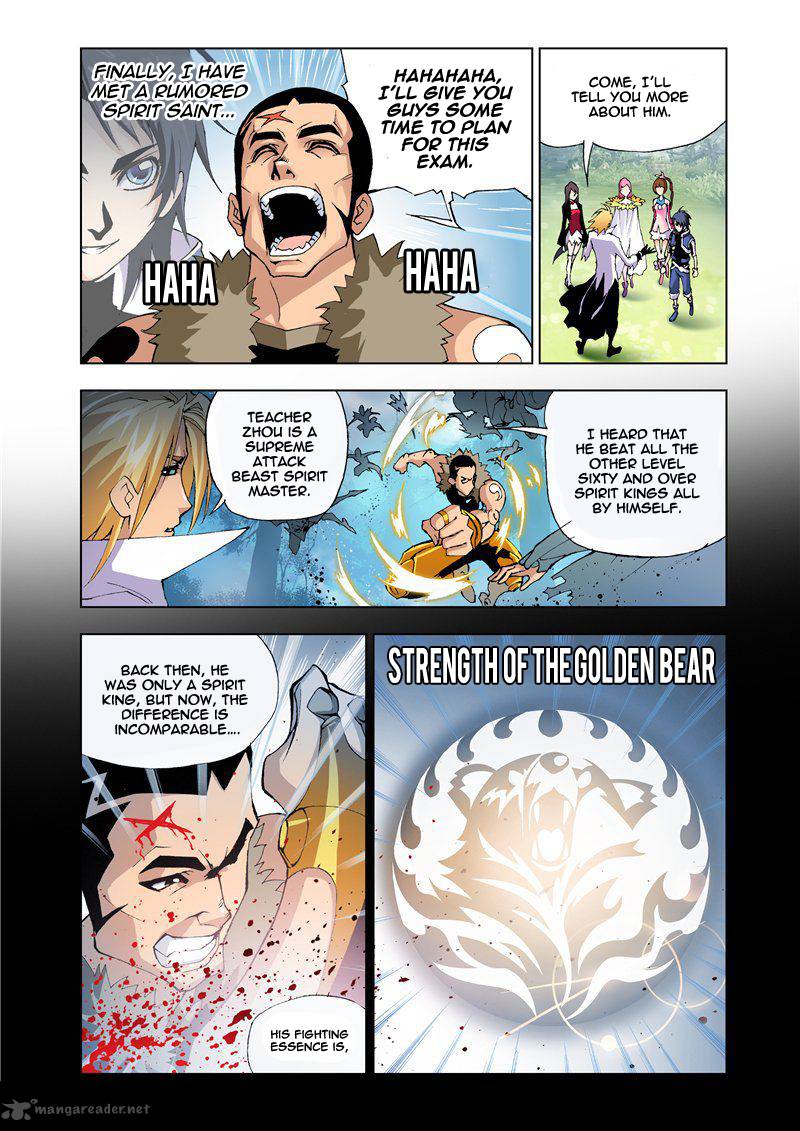 FINALLY, I HAVE
MET A RUMORED
SPIRIT SAINT...
HAHAHAHA,
I'LL GIVE YOU
GUYS SOME
TIME TO PLAN
FOR THIS
EXAM.
HAHA
HAHA
COME, I'LL
TELL YOU MORE
ABOUT HIM.
TEACHER
ZHOU IS A
SUPREME
ATTACK
BEAST SPIRIT
MASTER.
I HEARD THAT
HE BEAT ALL THE
OTHER LEVEL
SIXTY AND OVER
SPIRIT KINGS ALL
BY HIMSELF.
BACK THEN, HE
WAS ONLY A SPIRIT
KING, BUT NOW, THE
DIFFERENCE IS
INCOMPARABLE....
HIS FIGHTING
ESSENCE IS,
STRENGTH OF THE GOLDEN BEAR
mangareader.net